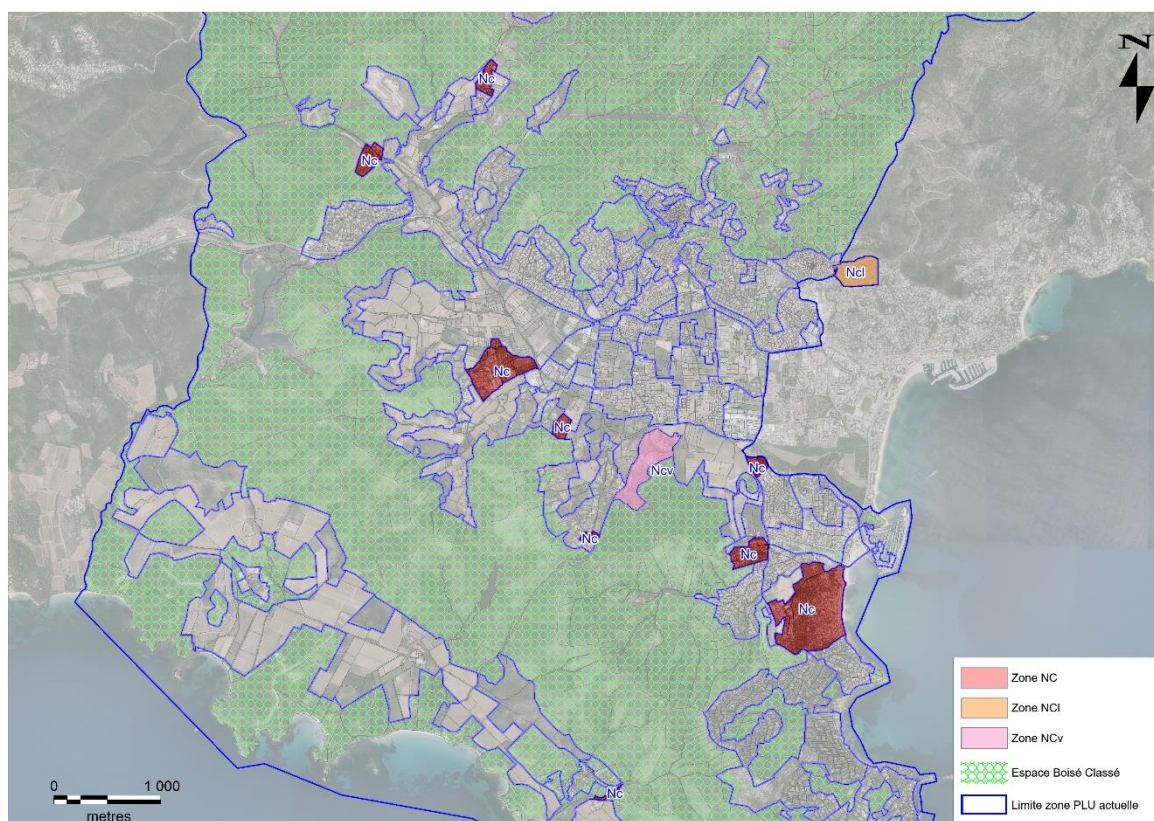 N
Nc
Nc
Ncl
Nc
Nc
Ncv
Nc
Nc
Nc
Nc
Nc
Zone NC
Zone NCl
Zone NCv
Espace Boisé Classé
Limite zone PLU actuelle
0 1 000
metres